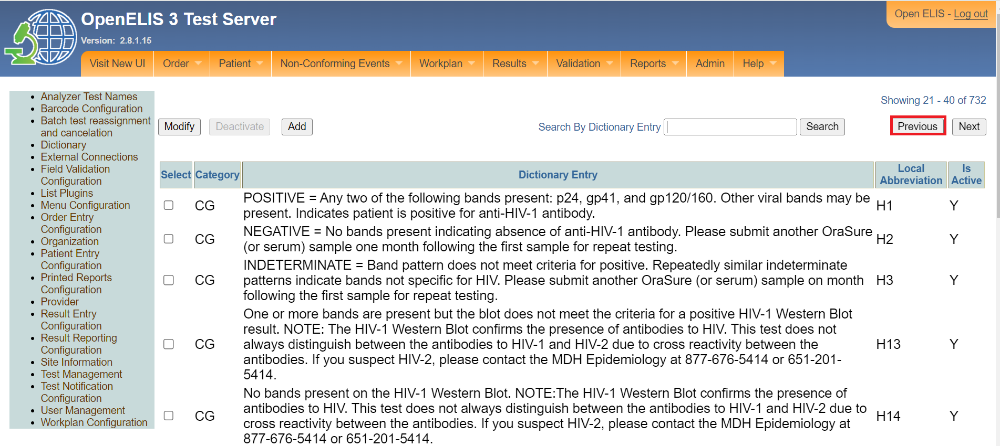 OpenELIS 3 Test Server
Open ELIS - Log out
Version: 2.8.1.15
Visit New UI Order Patient Non-Conforming Events Workplan Results Validation Reports Admin Help
Analyzer Test Names
Barcode Configuration
Batch test reassignment
and cancelation
Dictionary
External Connections
Field Validation
Configuration
List Plugins
Menu Configuration
Order Entry
Configuration
Organization
Patient Entry
Configuration
Printed Reports
Configuration
Provider
Result Entry
Configuration
Result Reporting
Configuration
Site Information
Test Management
Test Notification
Configuration
User Management
Workplan Configuration
Showing 21 - 40 of 732
Modify Deactivate Add Search By Dictionary Entry Search Previous Next
Select Category Dictionary Entry Local Abbreviation Is Active
CG
POSITIVE = Any two of the following bands present: p24, gp41, and gp120/160. Other viral bands may be
present. Indicates patient is positive for anti-HIV-1 antibody.
H1 Y
CG
NEGATIVE = No bands present indicating absence of anti-HIV-1 antibody. Please submit another OraSure
(or serum) sample one month following the first sample for repeat testing.
H2 Y
CG
INDETERMINATE = Band pattern does not meet criteria for positive. Repeatedly similar indeterminate
patterns indicate bands not specific for HIV. Please submit another OraSure (or serum) sample on month
following the first sample for repeat testing.
H3 Y
CG
One or more bands are present but the blot does not meet the criteria for a positive HIV-1 Western Blot
result. NOTE: The HIV-1 Western Blot confirms the presence of antibodies to HIV. This test does not
always distinguish between the antibodies to HIV-1 and HIV-2 due to cross reactivity between the
antibodies. If you suspect HIV-2, please contact the MDH Epidemiology at 877-676-5414 or 651-201-
5414.
H13 Y
CG
No bands present on the HIV-1 Western Blot. NOTE:The HIV-1 Western Blot confirms the presence of
antibodies to HIV. This test does not always distinguish between the antibodies to HIV-1 and HIV-2 due to
cross reactivity between the antibodies. If you suspect HIV-2, please contact the MDH Epidemiology at
877-676-5414 or 651-201-5414.
H14 Y